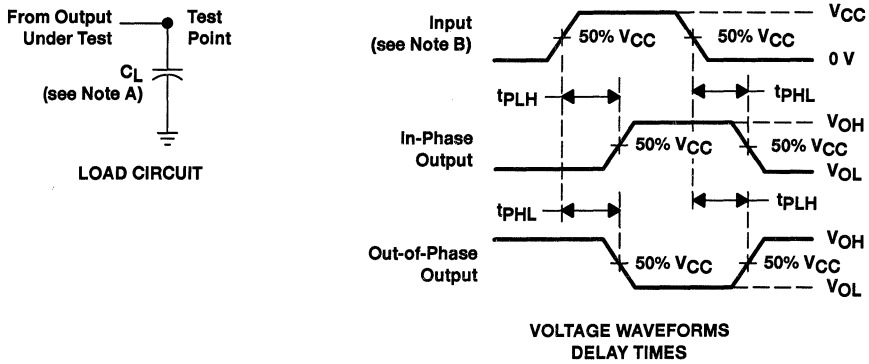 From Output
Under Test
Test
Point
CL
(see Note A)
LOAD CIRCUIT
Input
(see Note B)
50% VCC
50% VCC
VCC
0 V
tPLH
tPHL
In-Phase
Output
50% VCC
50% VCC
VOH
VOL
tPHL
tPLH
Out-of-Phase
Output
50% VCC
50% VCC
VOH
VOL
VOLTAGE WAVEFORMS
DELAY TIMES